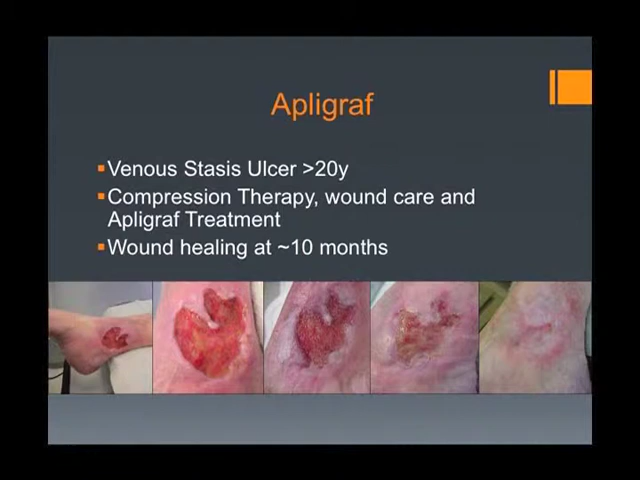 Apligraf
Venous Stasis Ulcer >20y
Compression Therapy, wound care and
Apligraf Treatment
Wound healing at ~10 months